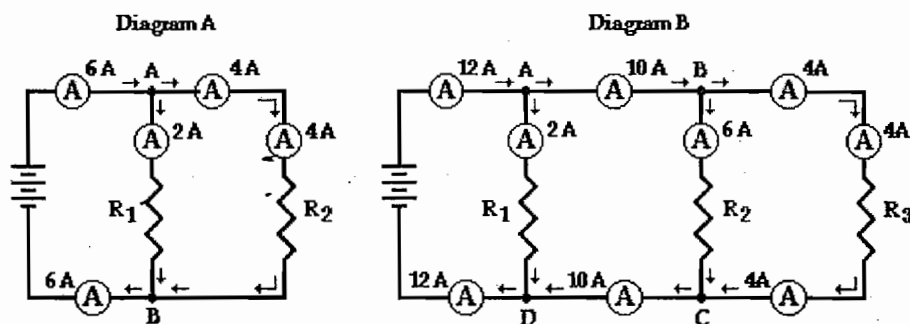 Diagram A
Diagram B
6 A A 4 A
12 A A 10 A B 4A
A A A A A
A 2 A A 4A
A 2 A A 6 A A 4A
R1 R2
R1 R2 R3
6 A 12 A 10 A 4A
A A A A
B D C